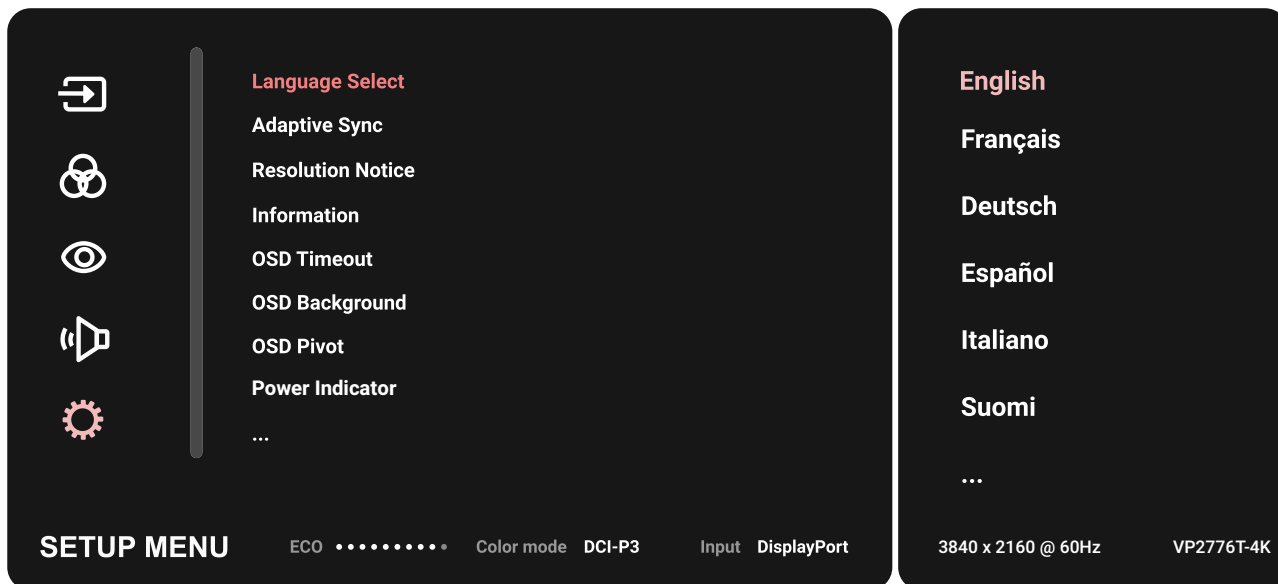 Language Select
Adaptive Sync
Resolution Notice
Information
OSD Timeout
OSD Background
OSD Pivot
Power Indicator
...
SETUP MENU ECO Color mode DCI-P3 Input DisplayPort
English
Français
Deutsch
Español
Italiano
Suomi
...
3840 x 2160 @ 60Hz VP2776T-4K